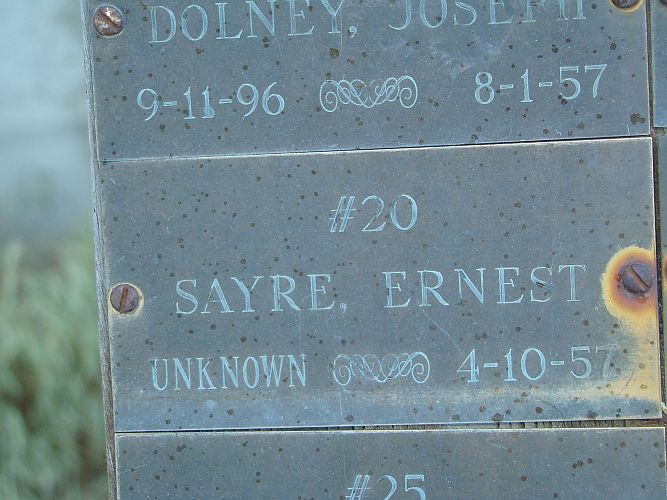 DOLNEY, JOSEPH
9-11-96 8-1-57
#20
SAYRE, ERNEST
UNKNOWN 4-10-57
#25